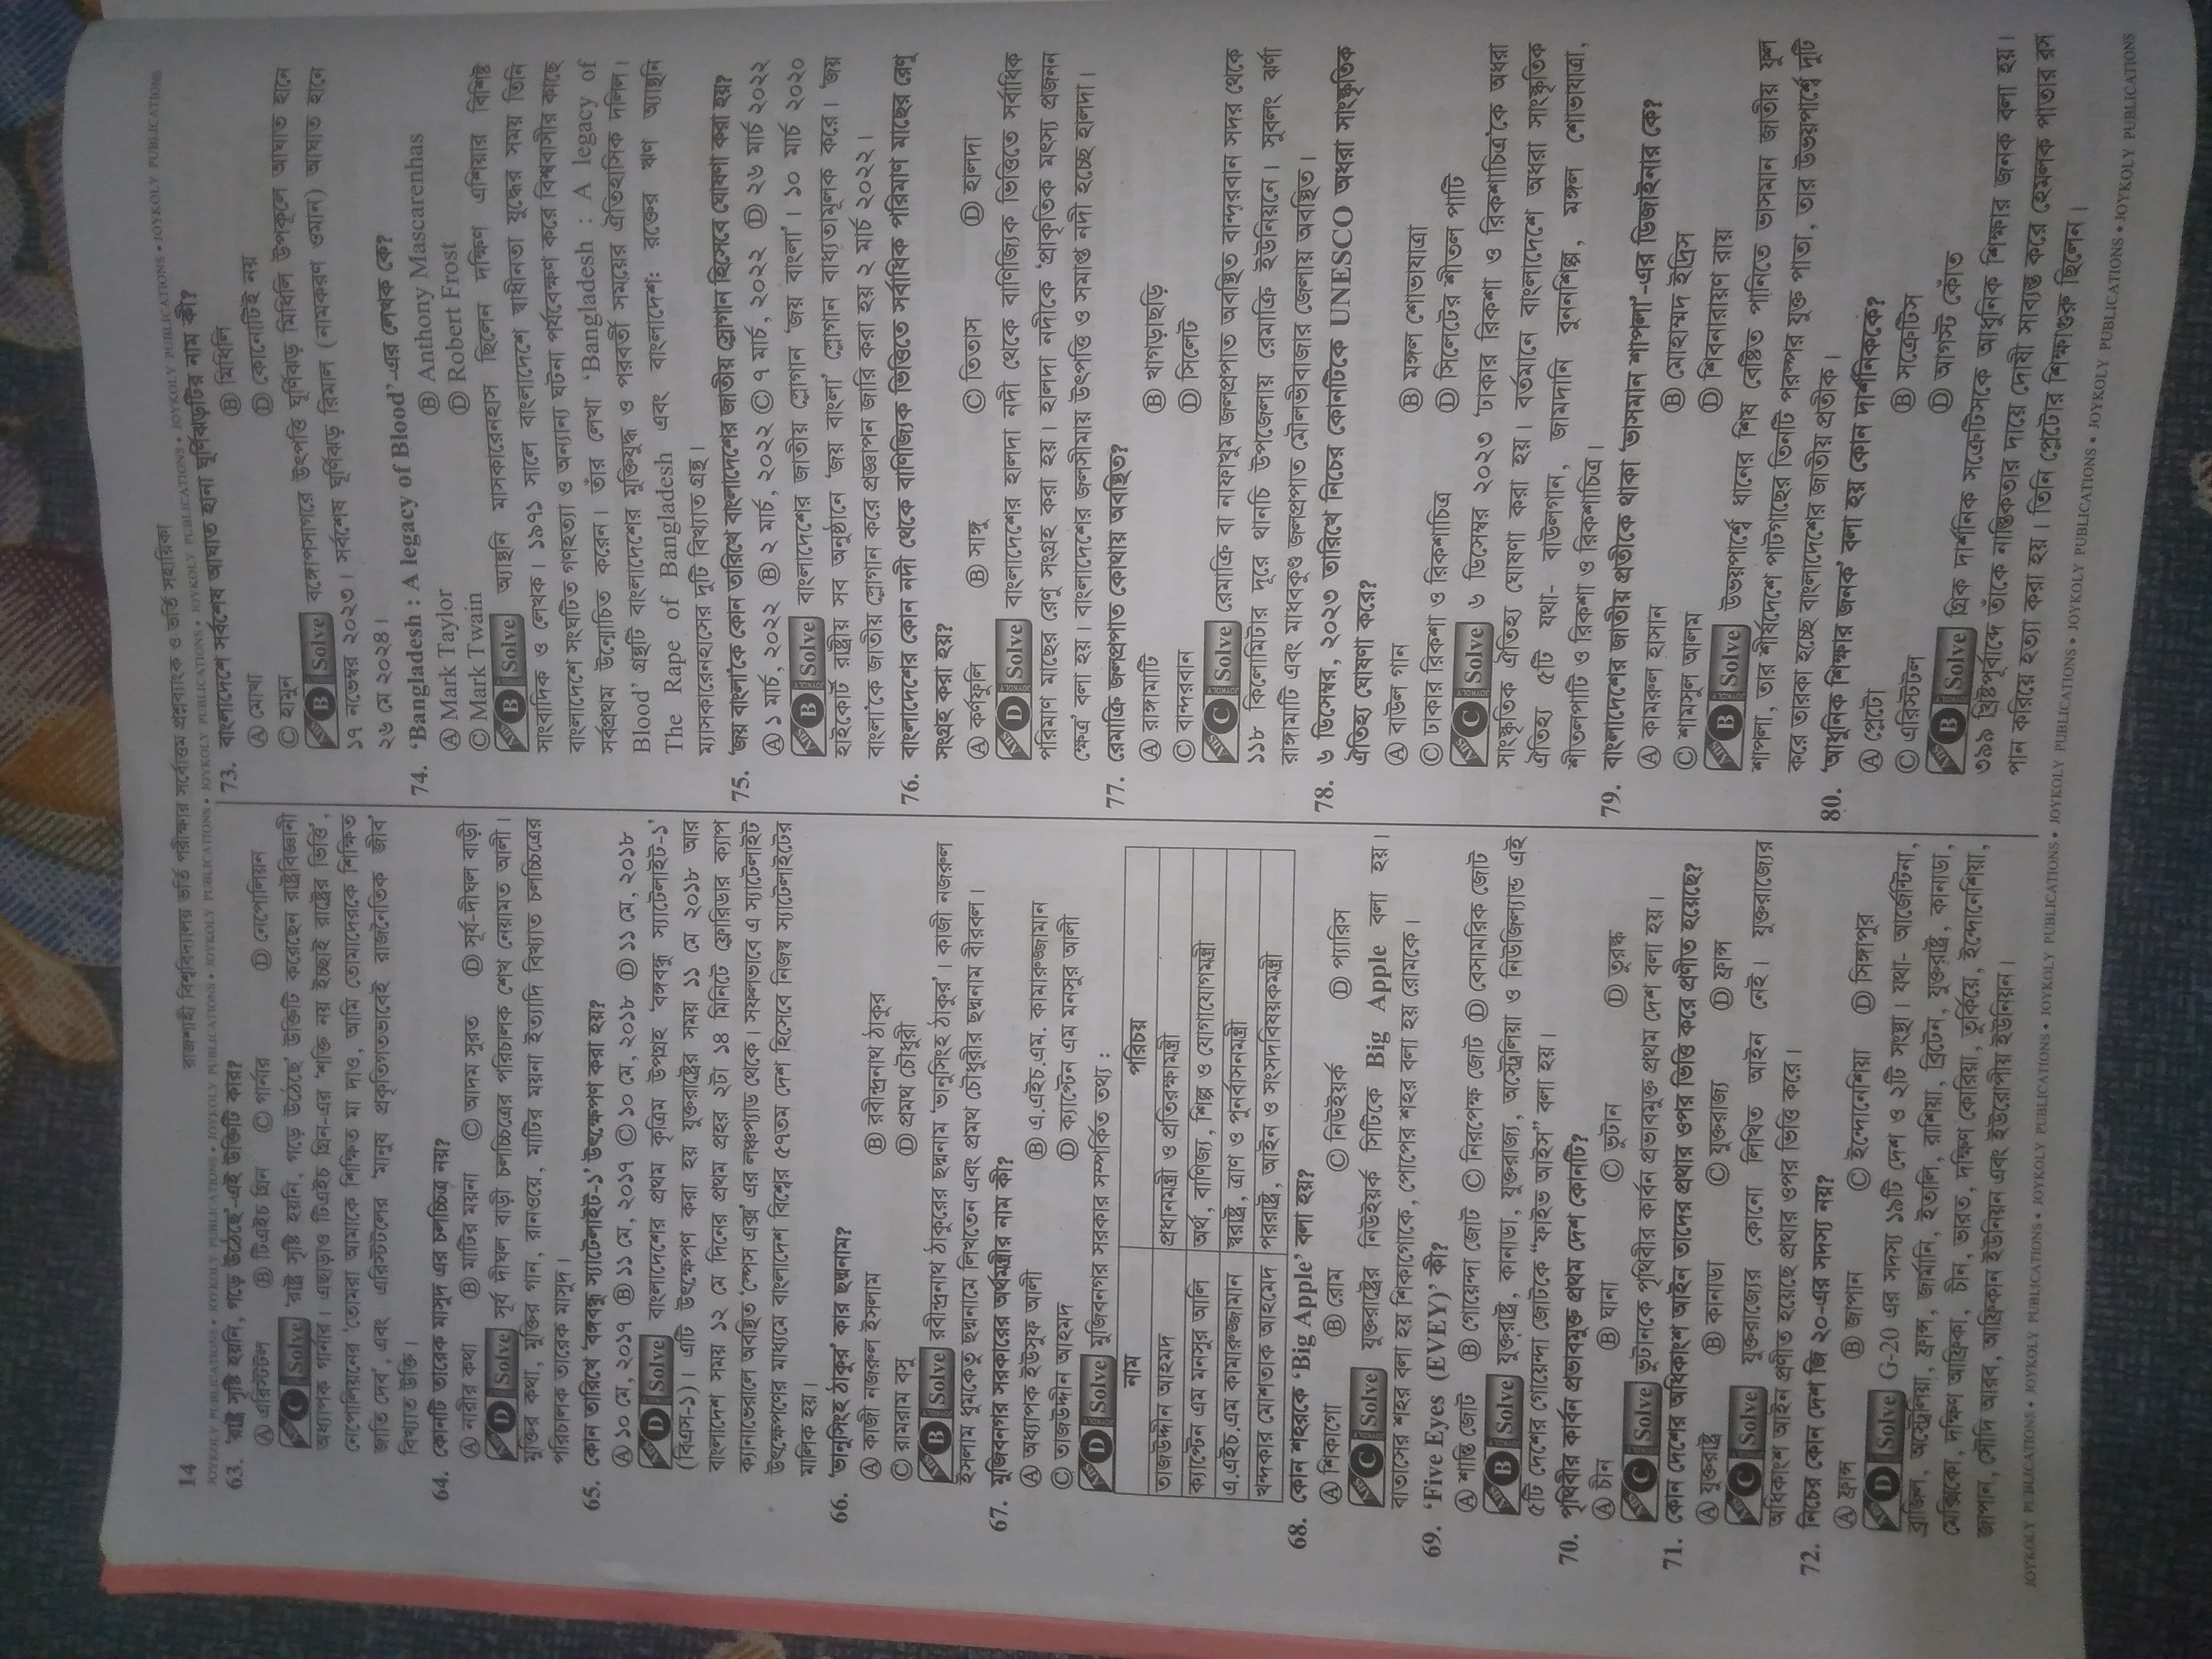 14
রাজশাহী বিশ্ববিদ্যালয় ভর্তি পরীক্ষার সর্বোত্তম প্রশ্নব্যাংক ও ভর্তি সহায়িকা
JOYKOLY PUBLICATIONS • JOYKOLY PUBLICATIONS • JOYKOLY PUBLICATIONS • JOYKOLY PUBLICATIONS • JOYKOLY PUBLICATIONS • JOYKOLY PUBLICATIONS • JOYKOLY PUBLICATIONS • JOYKOLY PUBLICATIONS
63. ‘রাষ্ট্র সৃষ্টি হয়নি, গড়ে উঠেছে’-এই উক্তিটি কার?
Ⓐ এরিস্টটল Ⓑ টিএইচ গ্রিন Ⓒ গার্নার Ⓓ নেপোলিয়ন
Ans C Solve ‘রাষ্ট্র সৃষ্টি হয়নি, গড়ে উঠেছে’ উক্তিটি করেছেন রাষ্ট্রবিজ্ঞানী
অধ্যাপক গার্নার। এছাড়াও টিএইচ গ্রিন-এর ‘শক্তি নয় ইচ্ছাই রাষ্ট্রের ভিত্তি’,
নেপোলিয়নের ‘তোমরা আমাকে শিক্ষিত মা দাও, আমি তোমাদেরকে শিক্ষিত
জাতি দেব’, এবং এরিস্টটলের ‘মানুষ প্রকৃতিগতভাবেই রাজনৈতিক জীব’
বিখ্যাত উক্তি।
64. কোনটি তারেক মাসুদ এর চলচ্চিত্র নয়?
Ⓐ নারীর কথা Ⓑ মাটির ময়না Ⓒ আদম সুরত Ⓓ সূর্য-দীঘল বাড়ী
Ans D Solve সূর্য দীঘল বাড়ী চলচ্চিত্রের পরিচালক শেখ নেয়ামত আলী।
মুক্তির কথা, মুক্তির গান, রানওয়ে, মাটির ময়না ইত্যাদি বিখ্যাত চলচ্চিত্রের
পরিচালক তারেক মাসুদ।
65. কোন তারিখে ‘বঙ্গবন্ধু স্যাটেলাইট-১’ উৎক্ষেপণ করা হয়?
Ⓐ ১০ মে, ২০১৭ Ⓑ ১১ মে, ২০১৭ Ⓒ ১০ মে, ২০১৮ Ⓓ ১১ মে, ২০১৮
Ans D Solve বাংলাদেশের প্রথম কৃত্রিম উপগ্রহ ‘বঙ্গবন্ধু স্যাটেলাইট-১’
(বিএস-১)। এটি উৎক্ষেপণ করা হয় যুক্তরাষ্ট্রের সময় ১১ মে ২০১৮ আর
বাংলাদেশ সময় ১২ মে দিনের প্রথম প্রহর ২টা ১৪ মিনিটে ফ্লোরিডার ক্যাপ
ক্যানাভেরালে অবস্থিত ‘স্পেস এক্স’ এর লঞ্চপ্যাড থেকে। সফলভাবে এ স্যাটেলাইট
উৎক্ষেপণের মাধ্যমে বাংলাদেশ বিশ্বের ৫৭তম দেশ হিসেবে নিজস্ব স্যাটেলাইটের
মালিক হয়।
66. ‘ভানুসিংহ ঠাকুর’ কার ছদ্মনাম?
Ⓐ কাজী নজরুল ইসলাম Ⓑ রবীন্দ্রনাথ ঠাকুর
Ⓒ রামরাম বসু Ⓓ প্রমথ চৌধুরী
Ans B Solve রবীন্দ্রনাথ ঠাকুরের ছদ্মনাম ‘ভানুসিংহ ঠাকুর’। কাজী নজরুল
ইসলাম ধুমকেতু ছদ্মনামে লিখতেন এবং প্রমথ চৌধুরীর ছদ্মনাম বীরবল।
67. মুজিবনগর সরকারের অর্থমন্ত্রীর নাম কী?
Ⓐ অধ্যাপক ইউসুফ আলী Ⓑ এ.এইচ.এম. কামারুজ্জামান
Ⓒ তাজউদ্দীন আহমদ Ⓓ ক্যাপ্টেন এম মনসুর আলী
Ans D Solve মুজিবনগর সরকার সম্পর্কিত তথ্য :
নাম পরিচয়
তাজউদ্দীন আহমদ প্রধানমন্ত্রী ও প্রতিরক্ষামন্ত্রী
ক্যাপ্টেন এম মনসুর আলি অর্থ, বাণিজ্য, শিল্প ও যোগাযোগমন্ত্রী
এ.এইচ.এম কামারুজ্জামান স্বরাষ্ট্র, ত্রাণ ও পুনর্বাসনমন্ত্রী
খন্দকার মোশতাক আহমেদ পররাষ্ট্র, আইন ও সংসদবিষয়কমন্ত্রী
68. কোন শহরকে ‘Big Apple’ বলা হয়?
Ⓐ শিকাগো Ⓑ রোম Ⓒ নিউইয়র্ক Ⓓ প্যারিস
Ans C Solve যুক্তরাষ্ট্রের নিউইয়র্ক সিটিকে Big Apple বলা হয়।
বাতাসের শহর বলা হয় শিকাগোকে, পোপের শহর বলা হয় রোমকে।
69. ‘Five Eyes (EVEY)’ কী?
Ⓐ শান্তি জোট Ⓑ গোয়েন্দা জোট Ⓒ নিরপেক্ষ জোট Ⓓ বেসামরিক জোট
Ans B Solve যুক্তরাষ্ট্র, কানাডা, যুক্তরাজ্য, অস্ট্রেলিয়া ও নিউজিল্যান্ড এই
৫টি দেশের গোয়েন্দা জোটকে “ফাইভ আইস” বলা হয়।
70. পৃথিবীর কার্বন প্রভাবমুক্ত প্রথম দেশ কোনটি?
Ⓐ চীন Ⓑ ঘানা Ⓒ ভুটান Ⓓ তুরস্ক
Ans C Solve ভুটানকে পৃথিবীর কার্বন প্রভাবমুক্ত প্রথম দেশ বলা হয়।
71. কোন দেশের অধিকাংশ আইন তাদের প্রথার ওপর ভিত্তি করে প্রণীত হয়েছে?
Ⓐ যুক্তরাষ্ট্র Ⓑ কানাডা Ⓒ যুক্তরাজ্য Ⓓ ফ্রান্স
Ans C Solve যুক্তরাজ্যের কোনো লিখিত আইন নেই। যুক্তরাজ্যের
অধিকাংশ আইন প্রণীত হয়েছে প্রথার ওপর ভিত্তি করে।
72. নিচের কোন দেশ জি ২০-এর সদস্য নয়?
Ⓐ ফ্রান্স Ⓑ জাপান Ⓒ ইন্দোনেশিয়া Ⓓ সিঙ্গাপুর
Ans D Solve G-20 এর সদস্য ১৯টি দেশ ও ২টি সংস্থা। যথা- আর্জেন্টিনা,
ব্রাজিল, অস্ট্রেলিয়া, ফ্রান্স, জার্মানি, ইতালি, রাশিয়া, ব্রিটেন, যুক্তরাষ্ট্র, কানাডা,
মেক্সিকো, দক্ষিণ আফ্রিকা, চীন, ভারত, দক্ষিণ কোরিয়া, তুর্কিয়ে, ইন্দোনেশিয়া,
জাপান, সৌদি আরব, আফ্রিকান ইউনিয়ন এবং ইউরোপীয় ইউনিয়ন।
73. বাংলাদেশে সর্বশেষ আঘাত হানা ঘূর্ণিঝড়টির নাম কী?
Ⓐ মোখা Ⓑ মিধিলি
Ⓒ হামুন Ⓓ কোনোটিই নয়
Ans B Solve বঙ্গোপসাগরে উৎপত্তি ঘূর্ণিঝড় মিধিলি উপকূলে আঘাত হানে
১৭ নভেম্বর ২০২৩। সর্বশেষ ঘূর্ণিঝড় রিমাল (নামকরণ ওমান) আঘাত হানে
২৬ মে ২০২৪।
74. ‘Bangladesh : A legacy of Blood’-এর লেখক কে?
Ⓐ Mark Taylor Ⓑ Anthony Mascarenhas
Ⓒ Mark Twain Ⓓ Robert Frost
Ans B Solve অ্যান্থনি মাসকারেনহাস ছিলেন দক্ষিণ এশিয়ার বিশিষ্ট
সাংবাদিক ও লেখক। ১৯৭১ সালে বাংলাদেশে স্বাধীনতা যুদ্ধের সময় তিনি
বাংলাদেশে সংঘটিত গণহত্যা ও অন্যান্য ঘটনা পর্যবেক্ষণ করে বিশ্ববাসীর কাছে
সর্বপ্রথম উন্মোচিত করেন। তাঁর লেখা ‘Bangladesh : A legacy of
Blood’ গ্রন্থটি বাংলাদেশের মুক্তিযুদ্ধ ও পরবর্তী সময়ের ঐতিহাসিক দলিল।
The Rape of Bangladesh এবং বাংলাদেশ: রক্তের ঋণ অ্যান্থনি
ম্যাসকারেনহাসের দুটি বিখ্যাত গ্রন্থ।
75. ‘জয় বাংলা’কে কোন তারিখে বাংলাদেশের জাতীয় স্লোগান হিসেবে ঘোষণা করা হয়?
Ⓐ ১ মার্চ, ২০২২ Ⓑ ২ মার্চ, ২০২২ Ⓒ ৭ মার্চ, ২০২২ Ⓓ ২৬ মার্চ ২০২২
Ans B Solve বাংলাদেশের জাতীয় স্লোগান ‘জয় বাংলা’। ১০ মার্চ ২০২০
হাইকোর্ট রাষ্ট্রীয় সব অনুষ্ঠানে ‘জয় বাংলা’ স্লোগান বাধ্যতামূলক করে। ‘জয়
বাংলা’কে জাতীয় স্লোগান করে প্রজ্ঞাপন জারি করা হয় ২ মার্চ ২০২২।
76. বাংলাদেশের কোন নদী থেকে বাণিজ্যিক ভিত্তিতে সর্বাধিক পরিমাণ মাছের রেণু
সংগ্রহ করা হয়?
Ⓐ কর্ণফুলি Ⓑ সাঙ্গু Ⓒ তিতাস Ⓓ হালদা
Ans D Solve বাংলাদেশের হালদা নদী থেকে বাণিজ্যিক ভিত্তিতে সর্বাধিক
পরিমাণ মাছের রেণু সংগ্রহ করা হয়। হালদা নদীকে ‘প্রাকৃতিক মৎস্য প্রজনন
ক্ষেত্র’ বলা হয়। বাংলাদেশের জলসীমায় উৎপত্তি ও সমাপ্ত নদী হচ্ছে হালদা।
77. রেমাক্রি জলপ্রপাত কোথায় অবস্থিত?
Ⓐ রাঙ্গামাটি Ⓑ খাগড়াছড়ি
Ⓒ বান্দরবান Ⓓ সিলেট
Ans C Solve রেমাক্রি বা নাফাখুম জলপ্রপাত অবস্থিত বান্দরবান সদর থেকে
১১৮ কিলোমিটার দূরে থানচি উপজেলায় রেমাক্রি ইউনিয়নে। সুবলং ঝর্ণা
রাঙ্গামাটি এবং মাধবকুণ্ড জলপ্রপাত মৌলভীবাজার জেলায় অবস্থিত।
78. ৬ ডিসেম্বর, ২০২৩ তারিখে নিচের কোনটিকে UNESCO অধরা সাংস্কৃতিক
ঐতিহ্য ঘোষণা করে?
Ⓐ বাউল গান Ⓑ মঙ্গল শোভাযাত্রা
Ⓒ ঢাকার রিকশা ও রিকশাচিত্র Ⓓ সিলেটের শীতল পাটি
Ans C Solve ৬ ডিসেম্বর ২০২৩ ‘ঢাকার রিকশা ও রিকশাচিত্র’কে অধরা
সাংস্কৃতিক ঐতিহ্য ঘোষণা করা হয়। বর্তমানে বাংলাদেশে অধরা সাংস্কৃতিক
ঐতিহ্য ৫টি যথা- বাউলগান, জামদানি বুননশিল্প, মঙ্গল শোভাযাত্রা,
শীতলপাটি ও রিকশা ও রিকশাচিত্র।
79. বাংলাদেশের জাতীয় প্রতীকে থাকা ‘ভাসমান শাপলা’-এর ডিজাইনার কে?
Ⓐ কামরুল হাসান Ⓑ মোহাম্মদ ইদ্রিস
Ⓒ শামসুল আলম Ⓓ শিবনারায়ণ রায়
Ans B Solve উভয়পার্শ্বে ধানের শিষ বেষ্টিত পানিতে ভাসমান জাতীয় ফুল
শাপলা, তার শীর্ষদেশে পাটগাছের তিনটি পরস্পর যুক্ত পাতা, তার উভয়পার্শ্বে দুটি
করে তারকা হচ্ছে বাংলাদেশের জাতীয় প্রতীক।
80. ‘আধুনিক শিক্ষার জনক’ বলা হয় কোন দার্শনিককে?
Ⓐ প্লেটো Ⓑ সক্রেটিস
Ⓒ এরিস্টটল Ⓓ আগস্ট কোঁত
Ans B Solve গ্রিক দার্শনিক সক্রেটিসকে আধুনিক শিক্ষার জনক বলা হয়।
৩৯৯ খ্রিষ্টপূর্বাব্দে তাঁকে নাস্তিকতার দায়ে দোষী সাব্যস্ত করে হেমলক পাতার রস
পান করিয়ে হত্যা করা হয়। তিনি প্লেটোর শিক্ষাগুরু ছিলেন।
JOYKOLY PUBLICATIONS • JOYKOLY PUBLICATIONS • JOYKOLY PUBLICATIONS • JOYKOLY PUBLICATIONS • JOYKOLY PUBLICATIONS • JOYKOLY PUBLICATIONS • JOYKOLY PUBLICATIONS • JOYKOLY PUBLICATIONS